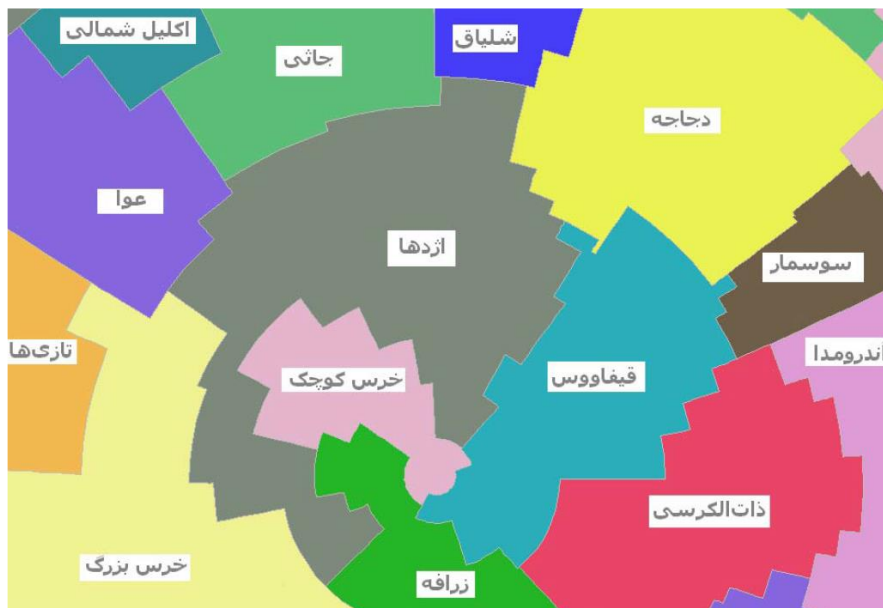 اکلیل شمالی
شلیاق
جاثی
دجاجه
عوا
اژدها
سوسمار
تازی‌ها
اندرومدا
قیفاووس
خرس کوچک
ذات‌الکرسی
خرس بزرگ
زرافه